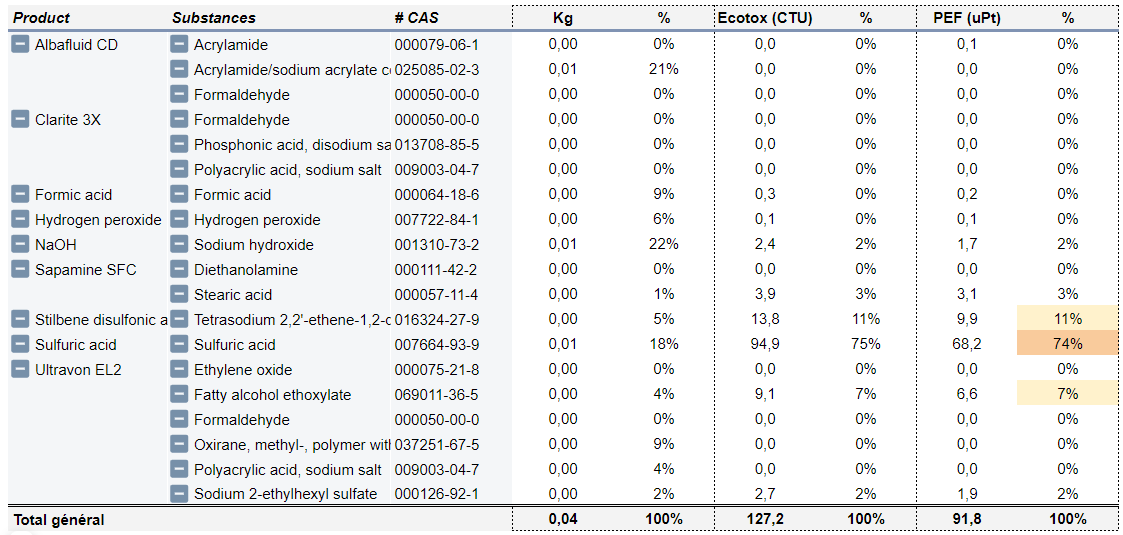 Product Substances # CAS Kg % Ecotox (CTU) % PEF (uPt) %
Albafluid CD Acrylamide 000079-06-1 0,00 0% 0,0 0% 0,1 0%
Acrylamide/sodium acrylate c 025085-02-3 0,01 21% 0,0 0% 0,0 0%
Formaldehyde 000050-00-0 0,00 0% 0,0 0% 0,0 0%
Clarite 3X Formaldehyde 000050-00-0 0,00 0% 0,0 0% 0,0 0%
Phosphonic acid, disodium sa 013708-85-5 0,00 0% 0,0 0% 0,0 0%
Polyacrylic acid, sodium salt 009003-04-7 0,00 0% 0,0 0% 0,0 0%
Formic acid Formic acid 000064-18-6 0,00 9% 0,3 0% 0,2 0%
Hydrogen peroxide Hydrogen peroxide 007722-84-1 0,00 6% 0,1 0% 0,1 0%
NaOH Sodium hydroxide 001310-73-2 0,01 22% 2,4 2% 1,7 2%
Sapamine SFC Diethanolamine 000111-42-2 0,00 0% 0,0 0% 0,0 0%
Stearic acid 000057-11-4 0,00 1% 3,9 3% 3,1 3%
Stilbene disulfonic a Tetrasodium 2,2'-ethene-1,2-d 016324-27-9 0,00 5% 13,8 11% 9,9 11%
Sulfuric acid Sulfuric acid 007664-93-9 0,01 18% 94,9 75% 68,2 74%
Ultravon EL2 Ethylene oxide 000075-21-8 0,00 0% 0,0 0% 0,0 0%
Fatty alcohol ethoxylate 069011-36-5 0,00 4% 9,1 7% 6,6 7%
Formaldehyde 000050-00-0 0,00 0% 0,0 0% 0,0 0%
Oxirane, methyl-, polymer wit 037251-67-5 0,00 9% 0,0 0% 0,0 0%
Polyacrylic acid, sodium salt 009003-04-7 0,00 4% 0,0 0% 0,0 0%
Sodium 2-ethylhexyl sulfate 000126-92-1 0,00 2% 2,7 2% 1,9 2%
Total général 0,04 100% 127,2 100% 91,8 100%